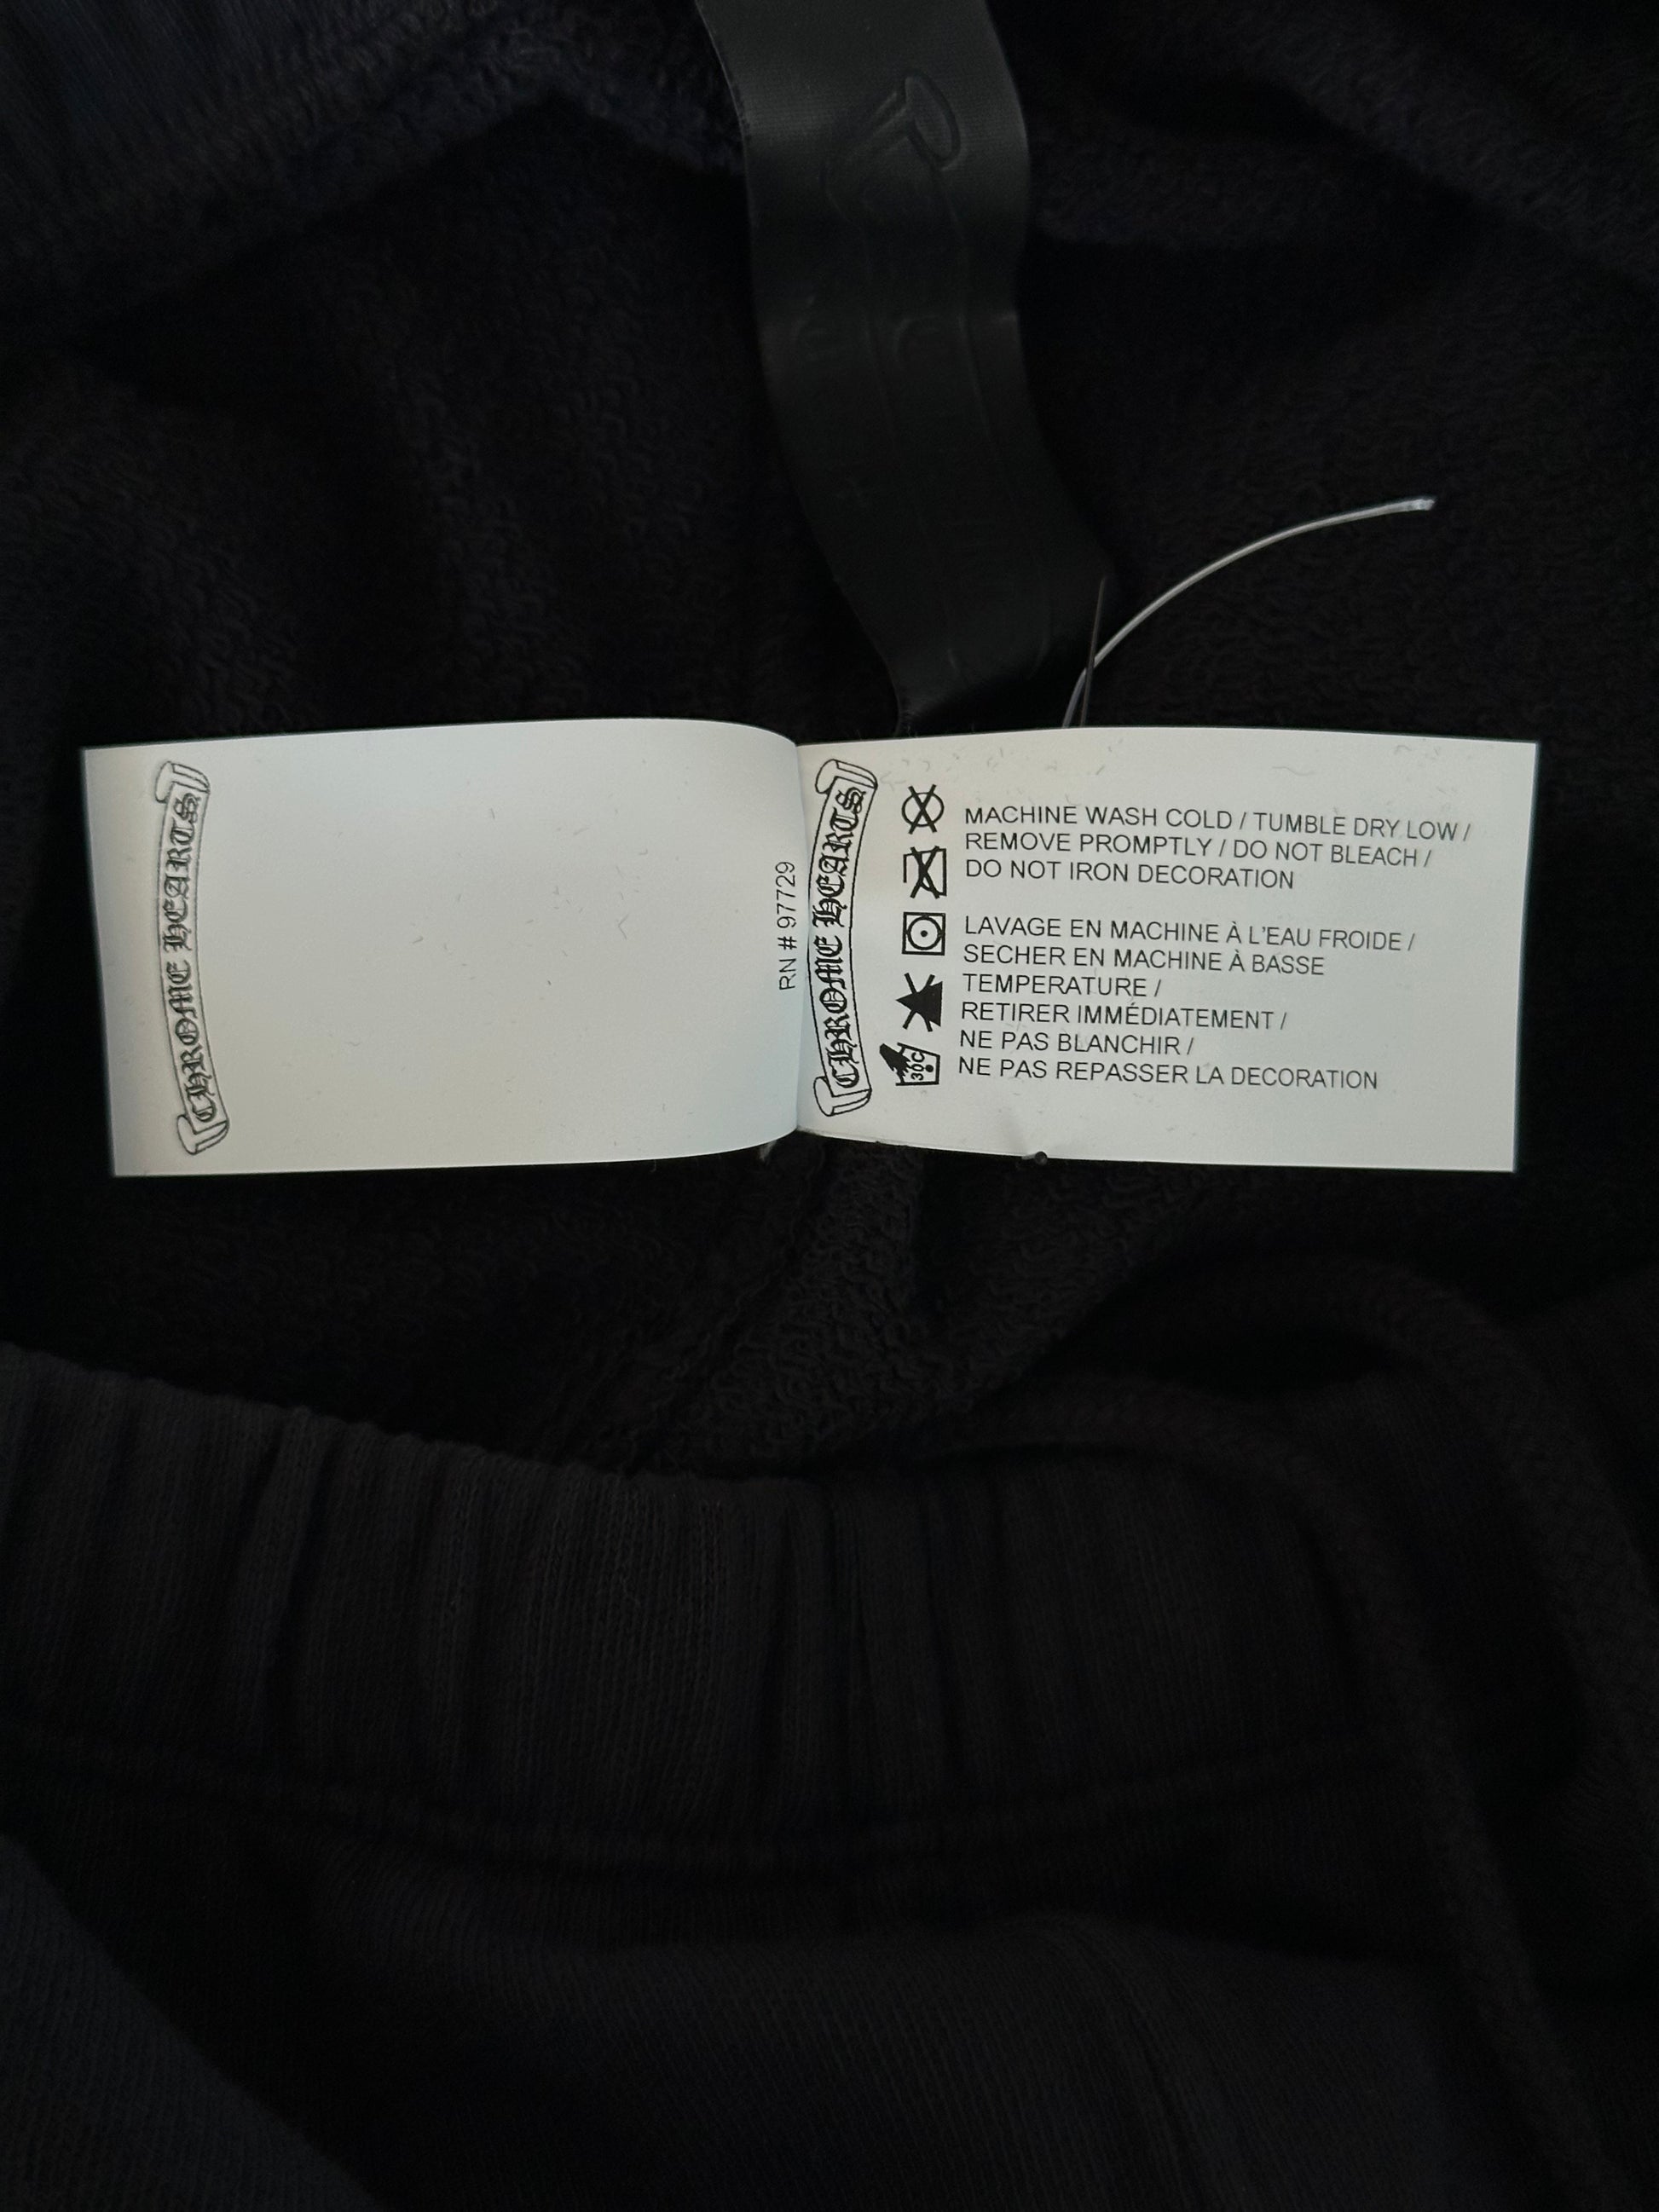 CHROME HEARTS
RN # 97729
CHROME HEARTS
MACHINE WASH COLD / TUMBLE DRY LOW /
REMOVE PROMPTLY / DO NOT BLEACH /
DO NOT IRON DECORATION
LAVAGE EN MACHINE À L'EAU FROIDE /
SECHER EN MACHINE À BASSE
TEMPERATURE /
RETIRER IMMÉDIATEMENT /
NE PAS BLANCHIR /
NE PAS REPASSER LA DECORATION
30C